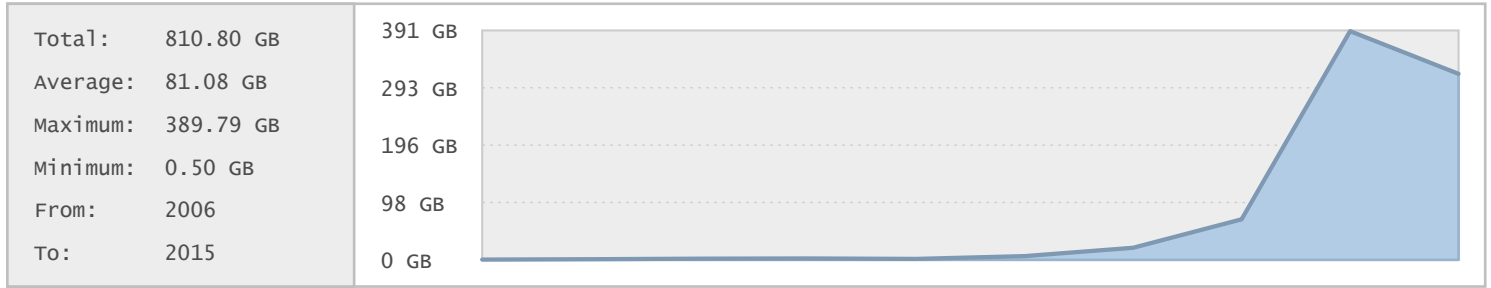 Total: 810.80 GB
Average: 81.08 GB
Maximum: 389.79 GB
Minimum: 0.50 GB
From: 2006
To: 2015
391 GB
293 GB
196 GB
98 GB
0 GB